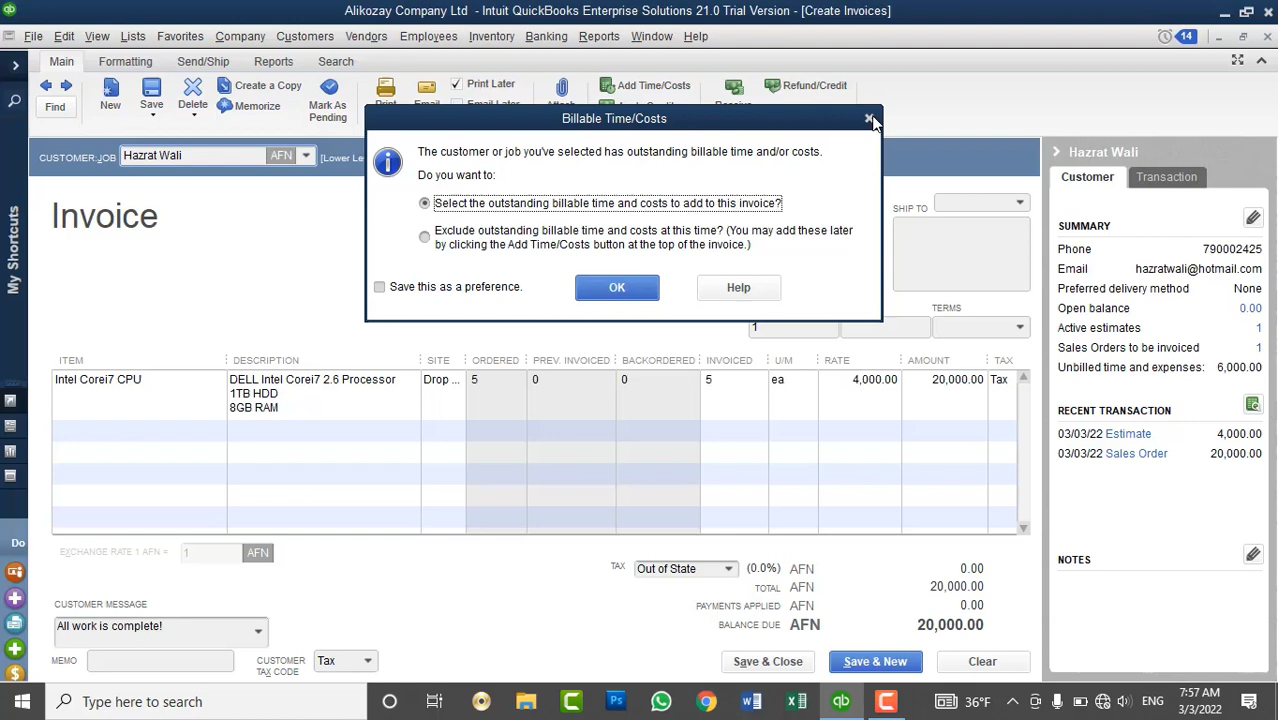 Alikozay Company Ltd - Intuit QuickBooks Enterprise Solutions 21.0 Trial Version - [Create Invoices]
File Edit View Lists Favorites Company Customers Vendors Employees Inventory Banking Reports Window Help
14
Main Formatting Send/Ship Reports Search
Find New Save Delete Create a Copy Memorize Mark As Pending
Print Later
Add Time/Costs Refund/Credit
CUSTOMER:JOB Hazrat Wali AFN
Billable Time/Costs
The customer or job you've selected has outstanding billable time and/or costs.
Do you want to:
Select the outstanding billable time and costs to add to this invoice?
Exclude outstanding billable time and costs at this time? (You may add these later
by clicking the Add Time/Costs button at the top of the invoice.)
Save this as a preference. OK Help
Invoice
SHIP TO
TERMS
1
ITEM DESCRIPTION SITE ORDERED PREV. INVOICED BACKORDERED INVOICED U/M RATE AMOUNT TAX
Intel Corei7 CPU DELL Intel Corei7 2.6 Processor Drop ... 5 0 0 5 ea 4,000.00 20,000.00 Tax
1TB HDD
8GB RAM
EXCHANGE RATE 1 AFN = 1 AFN
TAX Out of State (0.0%) AFN 0.00
TOTAL AFN 20,000.00
PAYMENTS APPLIED AFN 0.00
BALANCE DUE AFN 20,000.00
CUSTOMER MESSAGE
All work is complete!
MEMO CUSTOMER TAX CODE Tax
Save & Close Save & New Clear
Hazrat Wali
Customer Transaction
SUMMARY
Phone 790002425
Email hazratwali@hotmail.com
Preferred delivery method None
Open balance 0.00
Active estimates 1
Sales Orders to be invoiced 1
Unbilled time and expenses: 6,000.00
RECENT TRANSACTION
03/03/22 Estimate 4,000.00
03/03/22 Sales Order 20,000.00
NOTES
My Shortcuts
Do
Type here to search
36°F ENG 7:57 AM
3/3/2022